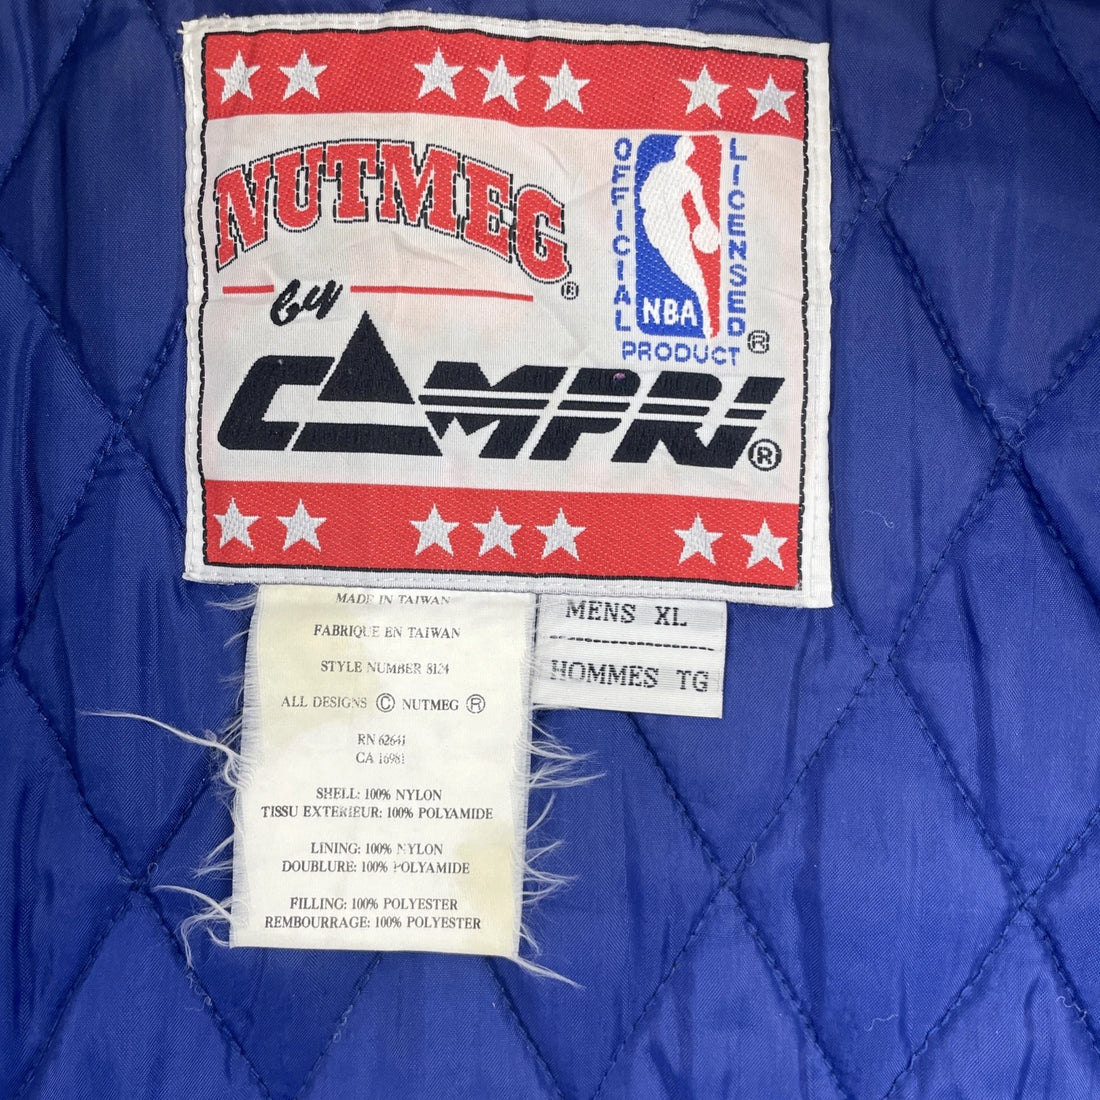 NUTMEG ®
by
CAMPRI ®
OFFICIAL
LICENSED
NBA
PRODUCT ®
MADE IN TAIWAN
FABRIQUE EN TAIWAN
STYLE NUMBER 8124
ALL DESIGNS © NUTMEG ®
RN 62641
CA 16981
SHELL: 100% NYLON
TISSU EXTERIEUR: 100% POLYAMIDE
LINING: 100% NYLON
DOUBLURE: 100% POLYAMIDE
FILLING: 100% POLYESTER
REMBOURRAGE: 100% POLYESTER
MENS XL
HOMMES TG